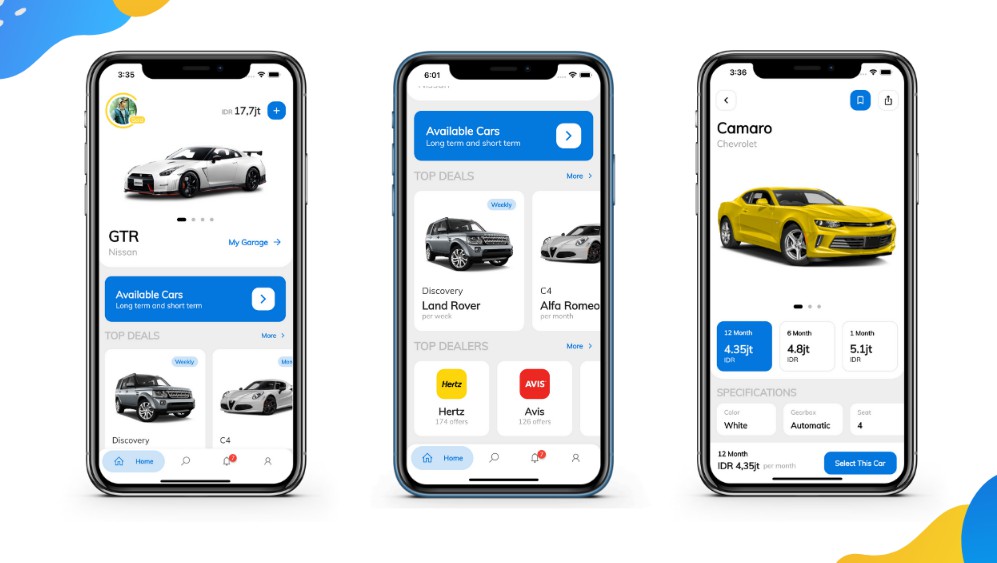 3:35
IDR 17,7jt
GTR
Nissan
My Garage
Available Cars
Long term and short term
TOP DEALS
More
Weekly
Discovery
C4
Home
7
6:01
Available Cars
Long term and short term
TOP DEALS
More
Weekly
Discovery
Land Rover
per week
C4
Alfa Romeo
per month
TOP DEALERS
More
Hertz
Hertz
174 offers
AVIS
Avis
126 offers
Home
7
3:36
Camaro
Chevrolet
12 Month
4.35jt
IDR
6 Month
4.8jt
IDR
1 Month
5.1jt
IDR
SPECIFICATIONS
Color
White
Gearbox
Automatic
Seat
4
12 Month
IDR 4,35jt per month
Select This Car